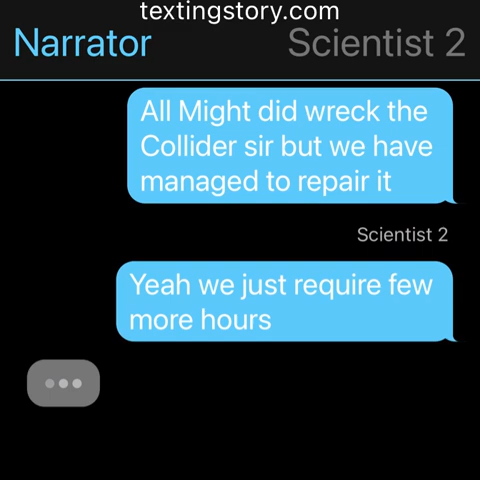 textingstory.com
Narrator Scientist 2
All Might did wreck the
Collider sir but we have
managed to repair it
Scientist 2
Yeah we just require few
more hours